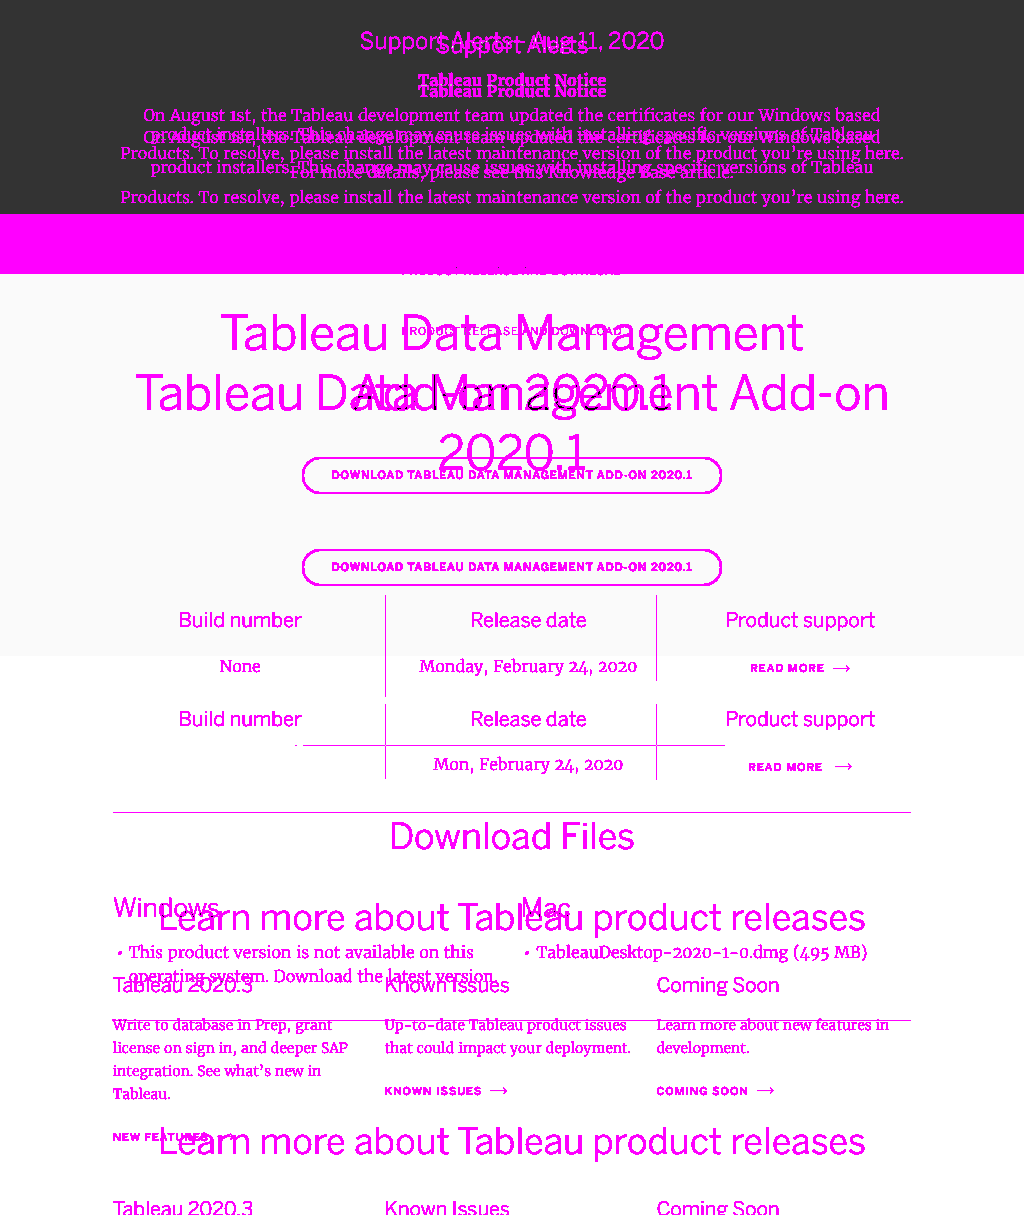 Support Alerts - Aug 11, 2020
Support Alerts
Tableau Product Notice
Tableau Product Notice
On August 1st, the Tableau development team updated the certificates for our Windows based
product installers. This change may cause issues with installing specific versions of Tableau
On August 1st, the Tableau development team updated the certificates for our Windows based
Products. To resolve, please install the latest maintenance version of the product you're using here.
product installers. This change may cause issues with installing specific versions of Tableau
For more details, please see this Knowledge Base article.
Products. To resolve, please install the latest maintenance version of the product you're using here.
PRODUCT RELEASE AND DOWNLOAD
PRODUCT RELEASE AND DOWNLOAD
Tableau Data Management
Add-on 2020.1
Tableau Data Management Add-on
2020.1
DOWNLOAD TABLEAU DATA MANAGEMENT ADD-ON 2020.1
DOWNLOAD TABLEAU DATA MANAGEMENT ADD-ON 2020.1
Build number
Release date
Product support
None
Monday, February 24, 2020
READ MORE →
Build number
Release date
Product support
Mon, February 24, 2020
READ MORE →
Download Files
Windows
Mac
Learn more about Tableau product releases
• This product version is not available on this
operating system. Download the latest version
• TableauDesktop-2020-1-0.dmg (495 MB)
Tableau 2020.3
Known Issues
Coming Soon
Write to database in Prep, grant
license on sign in, and deeper SAP
integration. See what's new in
Tableau.
Up-to-date Tableau product issues
that could impact your deployment.
Learn more about new features in
development.
KNOWN ISSUES →
COMING SOON →
NEW FEATURES →
Learn more about Tableau product releases
Tableau 2020.3
Known Issues
Coming Soon